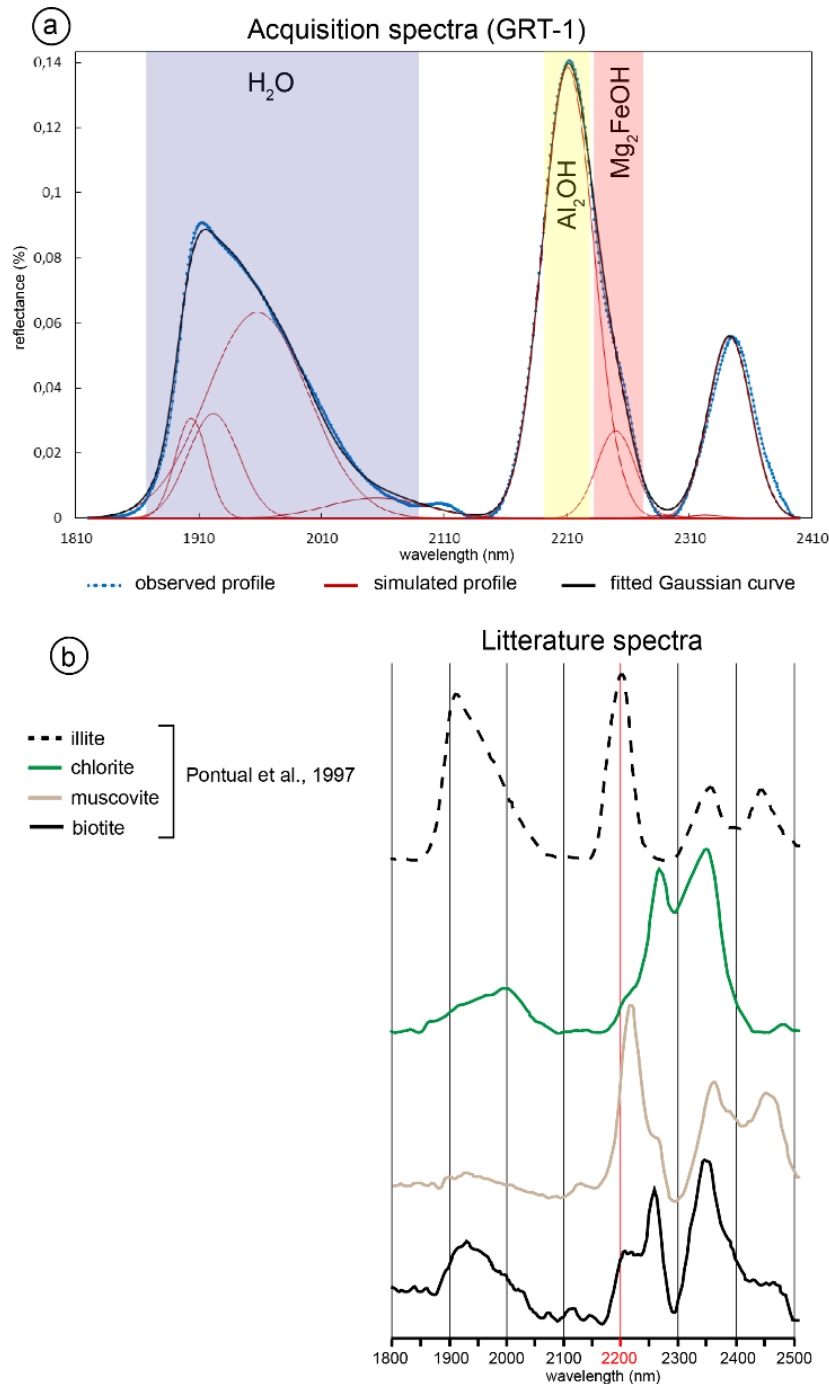 a
Acquisition spectra (GRT-1)
0,14
0,12
0,1
0,08
0,06
0,04
0,02
0
reflectance (%)
H2O
Al2OH
Mg2FeOH
1810 1910 2010 2110 2210 2310 2410
wavelength (nm)
observed profile simulated profile fitted Gaussian curve
b
Litterature spectra
illite
chlorite
muscovite
biotite
Pontual et al., 1997
1800 1900 2000 2100 2200 2300 2400 2500
wavelength (nm)